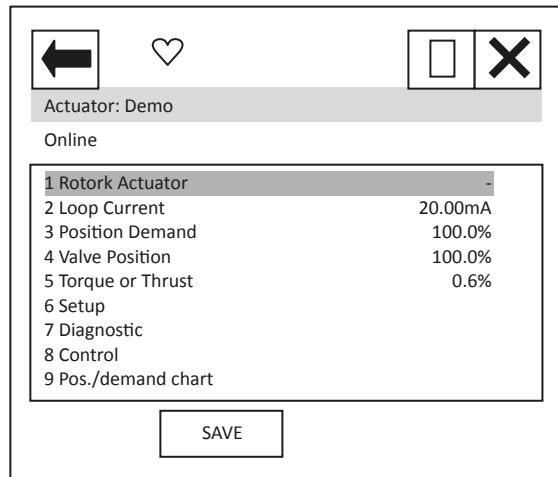 Actuator: Demo
Online
1 Rotork Actuator -
2 Loop Current 20.00mA
3 Position Demand 100.0%
4 Valve Position 100.0%
5 Torque or Thrust 0.6%
6 Setup
7 Diagnostic
8 Control
9 Pos./demand chart
SAVE